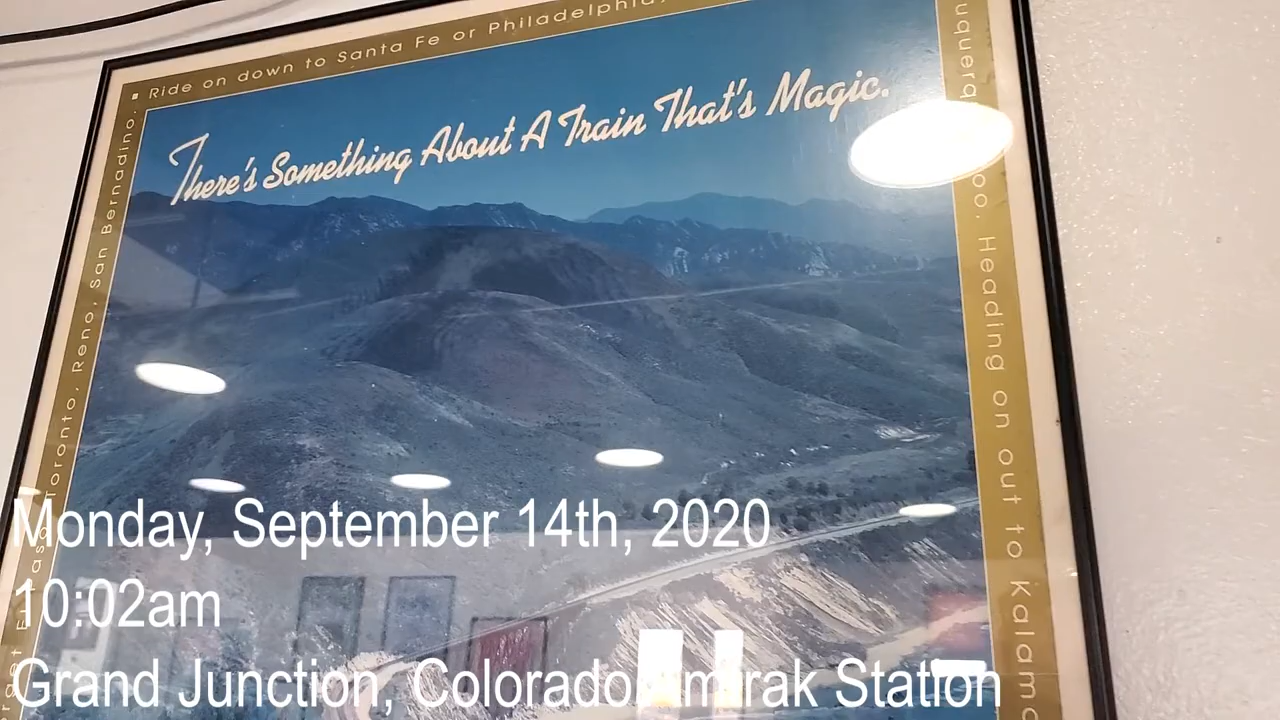 Ride on down to Santa Fe or Philadelphia,
There's Something About A Train That's Magic.
Toronto, Reno, San Bernadino.
Heading on out to Kalama
Monday, September 14th, 2020
10:02am
Grand Junction, Colorado Amtrak Station